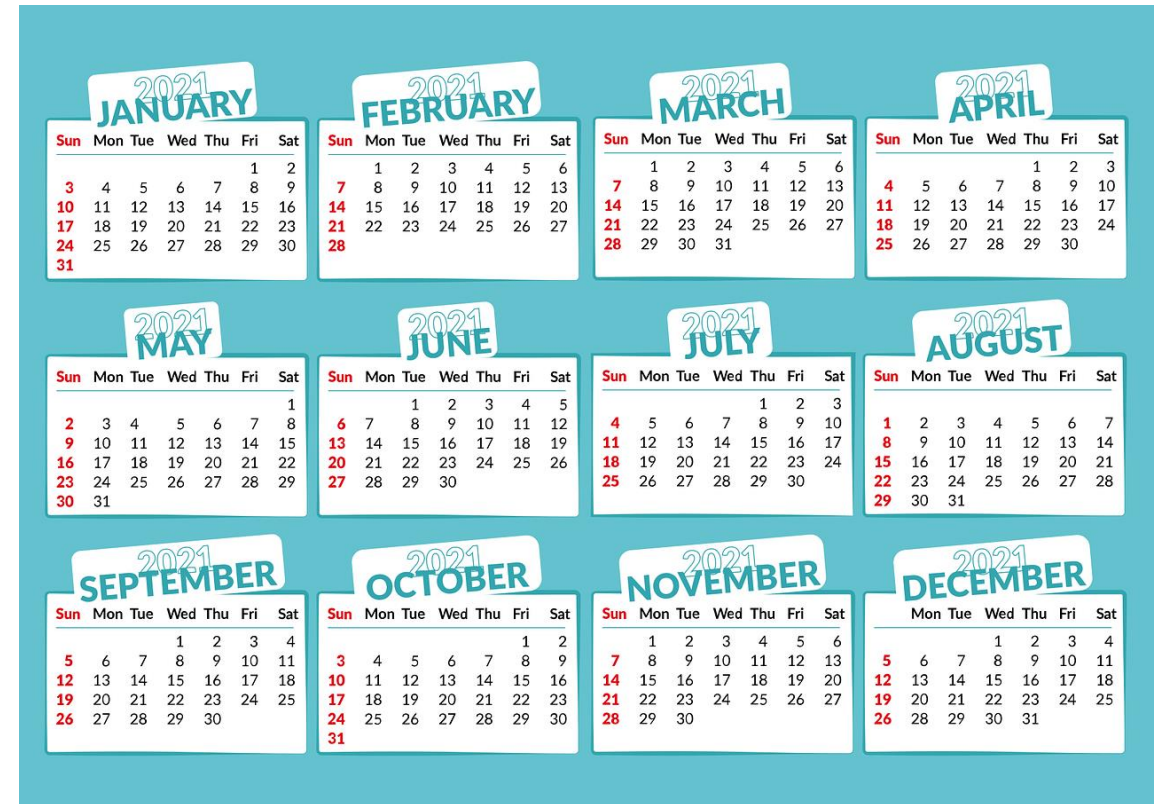 2021
JANUARY
Sun Mon Tue Wed Thu Fri Sat
1 2
3 4 5 6 7 8 9
10 11 12 13 14 15 16
17 18 19 20 21 22 23
24 25 26 27 28 29 30
31
2021
FEBRUARY
Sun Mon Tue Wed Thu Fri Sat
1 2 3 4 5 6
7 8 9 10 11 12 13
14 15 16 17 18 19 20
21 22 23 24 25 26 27
28
2021
MARCH
Sun Mon Tue Wed Thu Fri Sat
1 2 3 4 5 6
7 8 9 10 11 12 13
14 15 16 17 18 19 20
21 22 23 24 25 26 27
28 29 30 31
2021
APRIL
Sun Mon Tue Wed Thu Fri Sat
1 2 3
4 5 6 7 8 9 10
11 12 13 14 15 16 17
18 19 20 21 22 23 24
25 26 27 28 29 30
2021
MAY
Sun Mon Tue Wed Thu Fri Sat
1
2 3 4 5 6 7 8
9 10 11 12 13 14 15
16 17 18 19 20 21 22
23 24 25 26 27 28 29
30 31
2021
JUNE
Sun Mon Tue Wed Thu Fri Sat
1 2 3 4 5
6 7 8 9 10 11 12
13 14 15 16 17 18 19
20 21 22 23 24 25 26
27 28 29 30
2021
JULY
Sun Mon Tue Wed Thu Fri Sat
1 2 3
4 5 6 7 8 9 10
11 12 13 14 15 16 17
18 19 20 21 22 23 24
25 26 27 28 29 30
2021
AUGUST
Sun Mon Tue Wed Thu Fri Sat
1 2 3 4 5 6 7
8 9 10 11 12 13 14
15 16 17 18 19 20 21
22 23 24 25 26 27 28
29 30 31
2021
SEPTEMBER
Sun Mon Tue Wed Thu Fri Sat
1 2 3 4
5 6 7 8 9 10 11
12 13 14 15 16 17 18
19 20 21 22 23 24 25
26 27 28 29 30
2021
OCTOBER
Sun Mon Tue Wed Thu Fri Sat
1 2
3 4 5 6 7 8 9
10 11 12 13 14 15 16
17 18 19 20 21 22 23
24 25 26 27 28 29 30
31
2021
NOVEMBER
Sun Mon Tue Wed Thu Fri Sat
1 2 3 4 5 6
7 8 9 10 11 12 13
14 15 16 17 18 19 20
21 22 23 24 25 26 27
28 29 30
2021
DECEMBER
Mon Tue Wed Thu Fri Sat
1 2 3 4
5 6 7 8 9 10 11
12 13 14 15 16 17 18
19 20 21 22 23 24 25
26 28 29 30 31